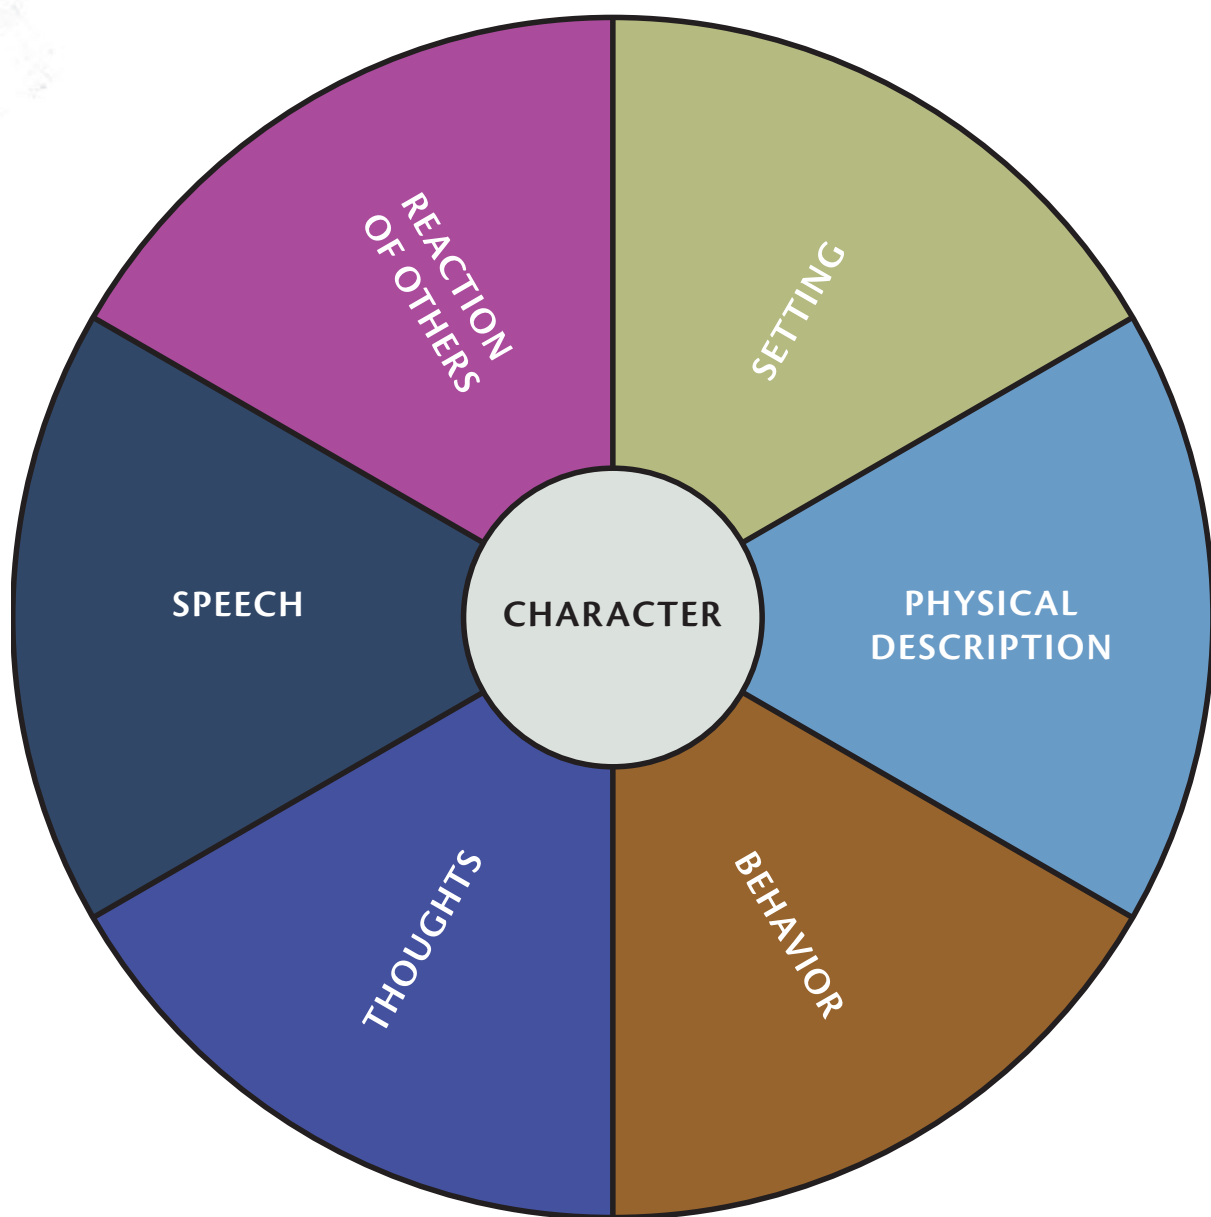 REACTION
OF OTHERS
SETTING
SPEECH
CHARACTER
PHYSICAL
DESCRIPTION
THOUGHTS
BEHAVIOR